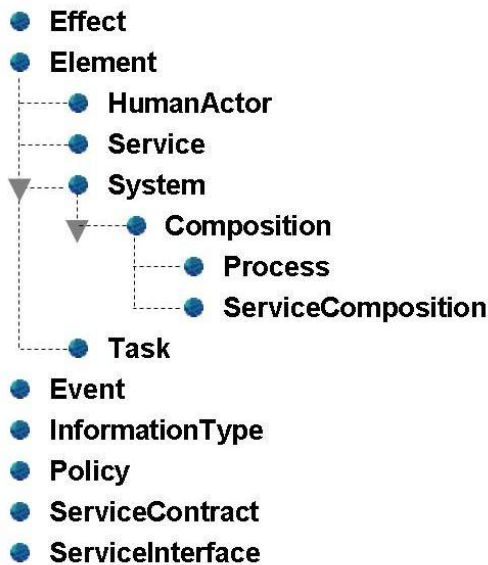 Effect
Element
HumanActor
Service
System
Composition
Process
ServiceComposition
Task
Event
InformationType
Policy
ServiceContract
ServiceInterface